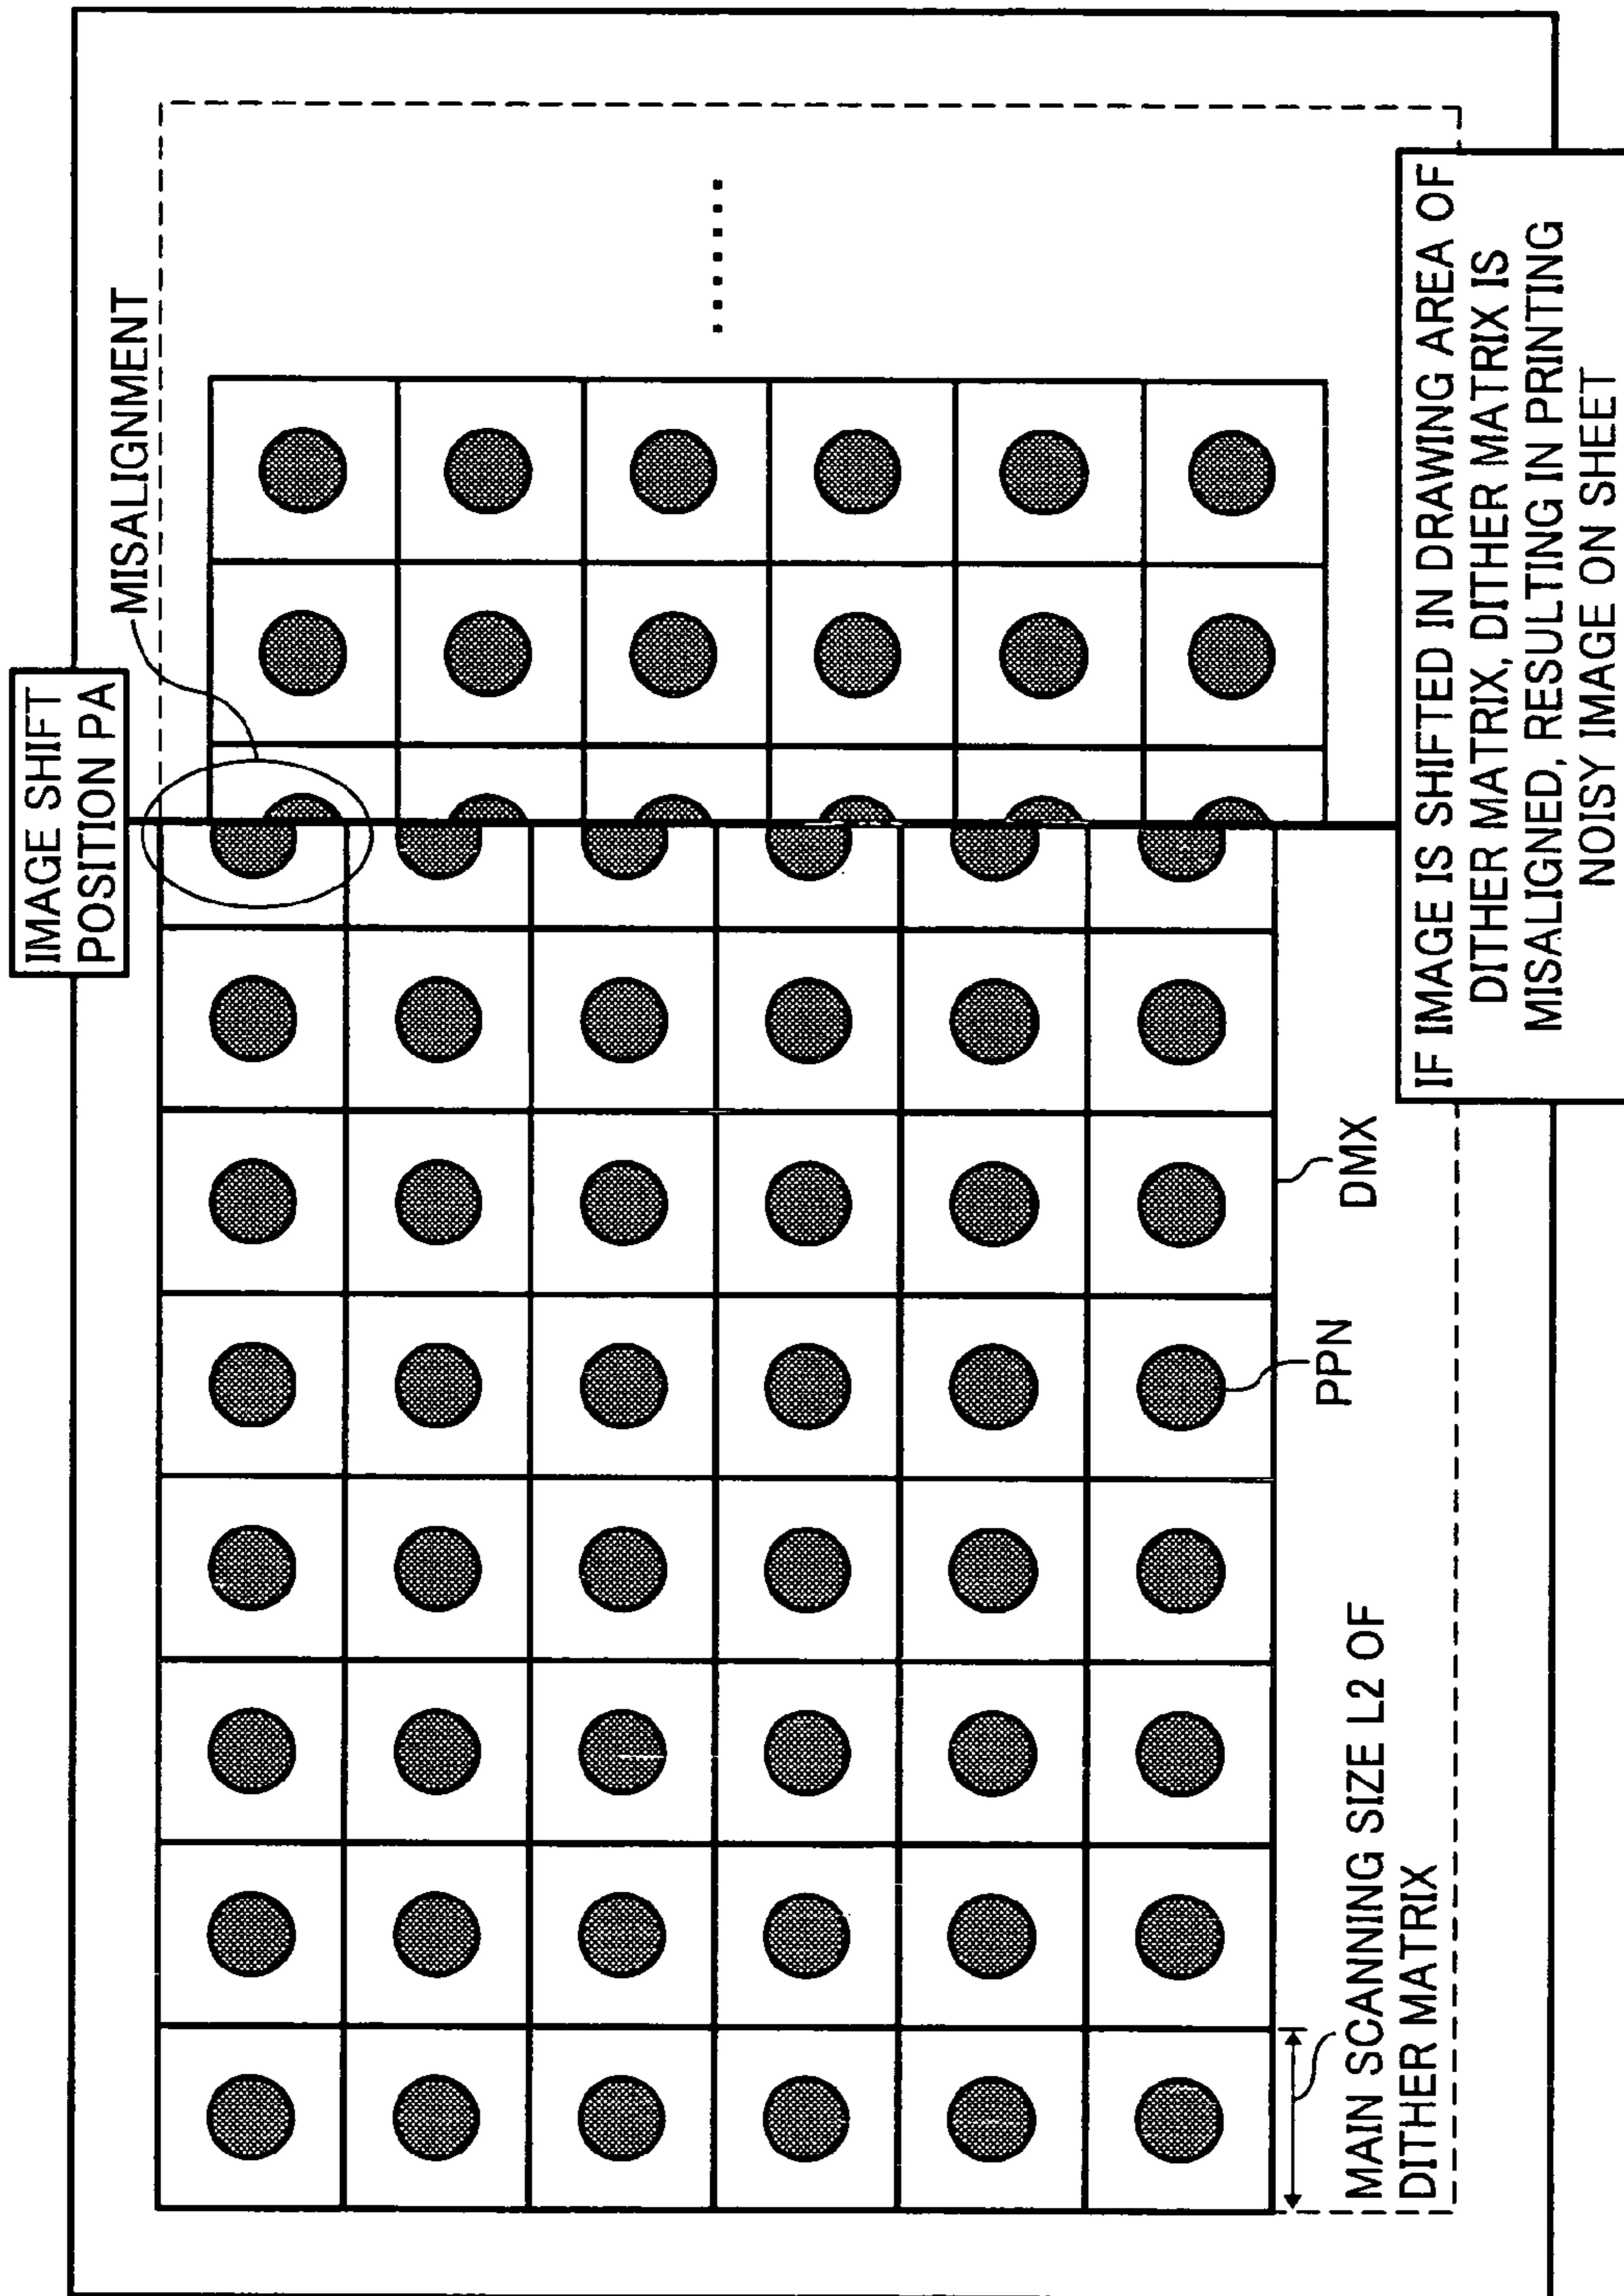 IMAGE SHIFT
POSITION PA
MISALIGNMENT
......
DMX
PPN
MAIN SCANNING SIZE L2 OF
DITHER MATRIX
IF IMAGE IS SHIFTED IN DRAWING AREA OF
DITHER MATRIX, DITHER MATRIX IS
MISALIGNED, RESULTING IN PRINTING
NOISY IMAGE ON SHEET